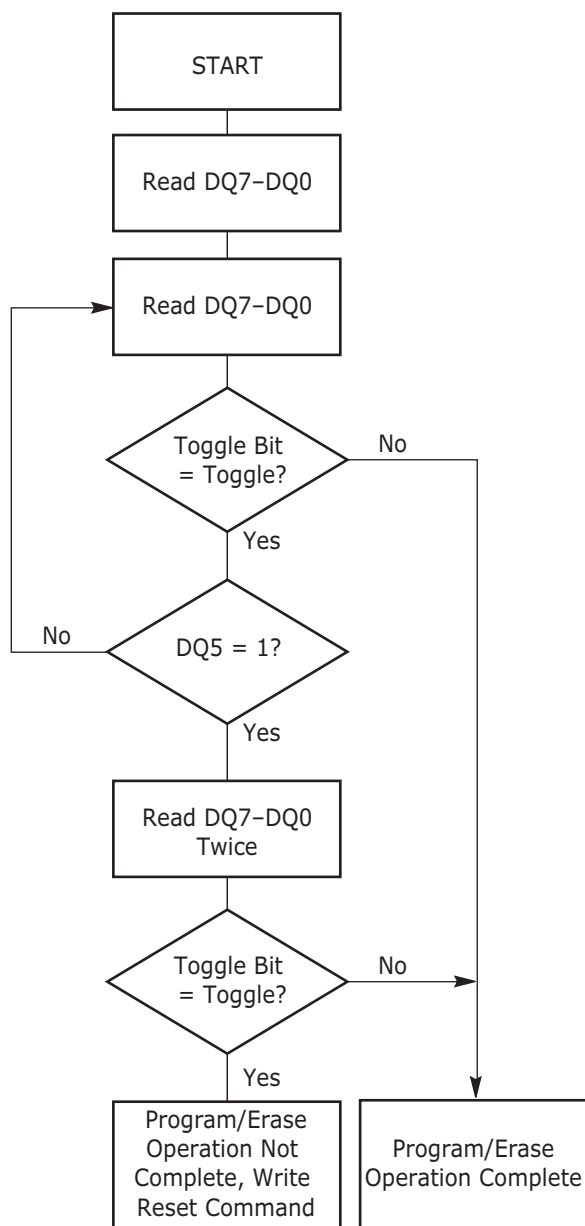 START
Read DQ7–DQ0
Read DQ7–DQ0
Toggle Bit
= Toggle?
No
Yes
No
DQ5 = 1?
Yes
Read DQ7–DQ0
Twice
Toggle Bit
= Toggle?
No
Yes
Program/Erase
Operation Not
Complete, Write
Reset Command
Program/Erase
Operation Complete